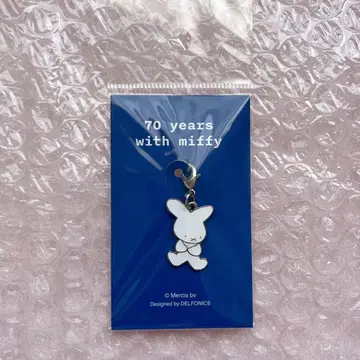 70 years
with miffy
© Mercis bv
Designed by DELFONICS